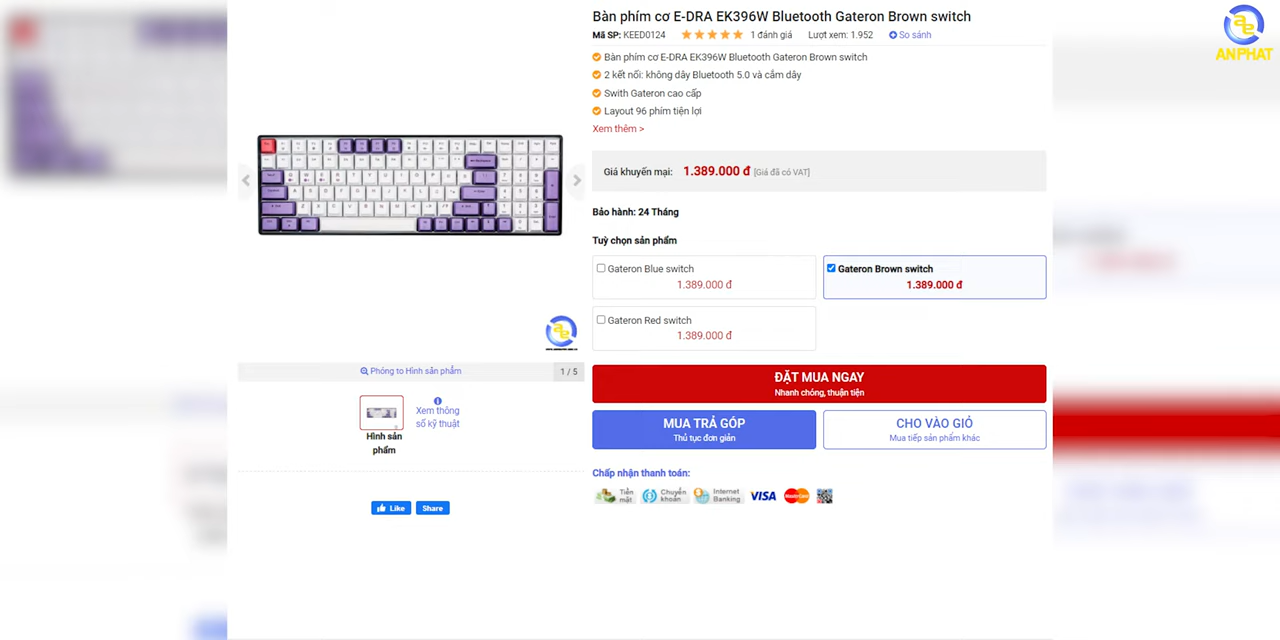 Bàn phím cơ E-DRA EK396W Bluetooth Gateron Brown switch
Mã SP: KEED0124 1 đánh giá Lượt xem: 1.952 So sánh
Bàn phím cơ E-DRA EK396W Bluetooth Gateron Brown switch
2 kết nối: không dây Bluetooth 5.0 và cắm dây
Swith Gateron cao cấp
Layout 96 phím tiện lợi
Xem thêm >
Giá khuyến mại: 1.389.000 đ [Giá đã có VAT]
Bảo hành: 24 Tháng
Tuỳ chọn sản phẩm
Gateron Blue switch
1.389.000 đ
Gateron Brown switch
1.389.000 đ
Gateron Red switch
1.389.000 đ
ĐẶT MUA NGAY
Nhanh chóng, thuận tiện
MUA TRẢ GÓP
Thủ tục đơn giản
CHO VÀO GIỎ
Mua tiếp sản phẩm khác
Chấp nhận thanh toán:
Tiền mặt
Chuyển khoản
Internet Banking
VISA
MasterCard
Phóng to Hình sản phẩm
1 / 5
Hình sản
phẩm
Xem thông
số kỹ thuật
Like
Share
AN PHAT